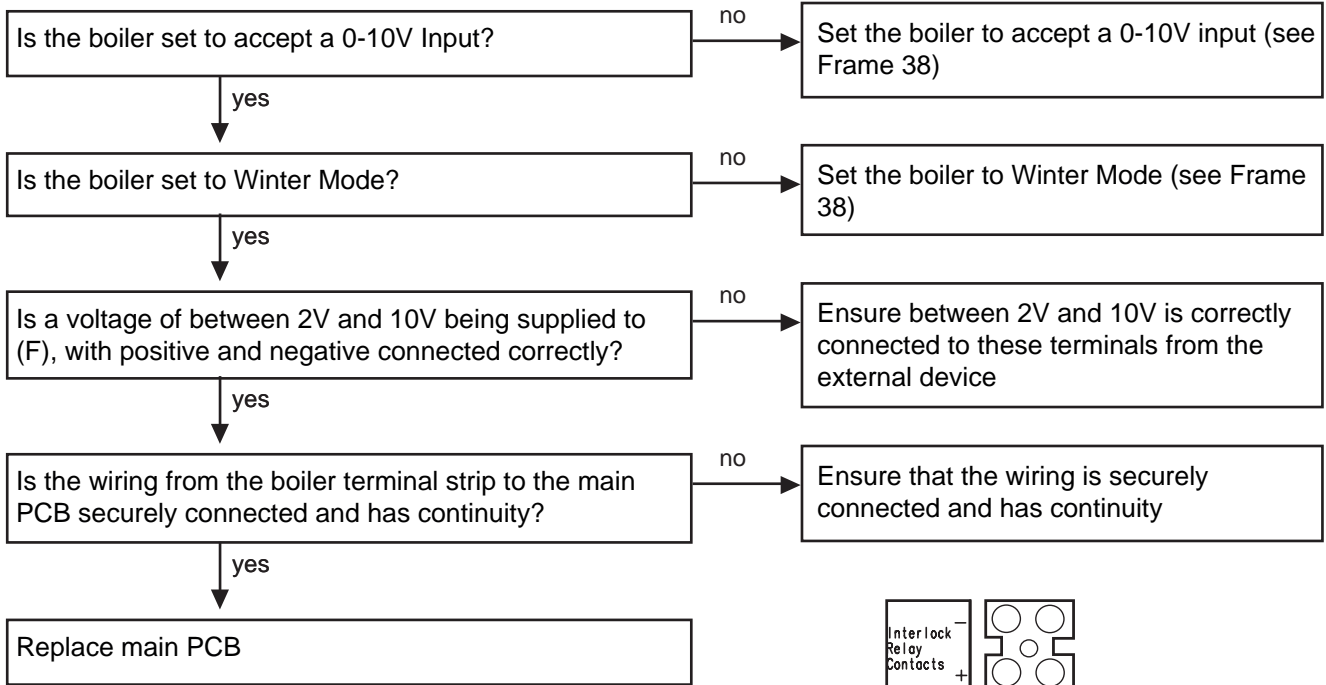 Is the boiler set to accept a 0-10V Input?
no
Set the boiler to accept a 0-10V input (see
Frame 38)
yes
Is the boiler set to Winter Mode?
no
Set the boiler to Winter Mode (see Frame
38)
yes
Is a voltage of between 2V and 10V being supplied to
(F), with positive and negative connected correctly?
no
Ensure between 2V and 10V is correctly
connected to these terminals from the
external device
yes
Is the wiring from the boiler terminal strip to the main
PCB securely connected and has continuity?
no
Ensure that the wiring is securely
connected and has continuity
yes
Replace main PCB
Interlock –
Relay
Contacts +